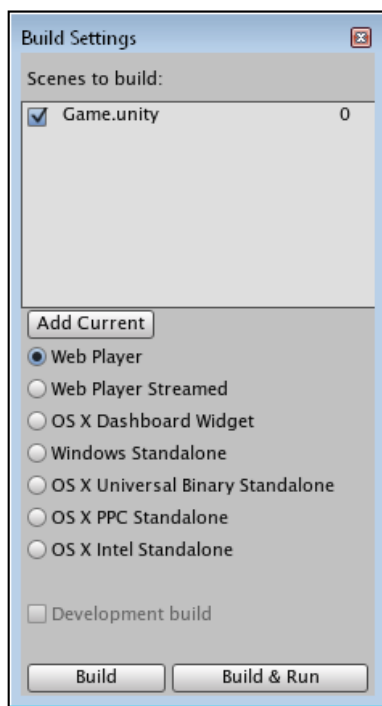 Build Settings
Scenes to build:
Game.unity 0
Add Current
Web Player
Web Player Streamed
OS X Dashboard Widget
Windows Standalone
OS X Universal Binary Standalone
OS X PPC Standalone
OS X Intel Standalone
Development build
Build Build & Run